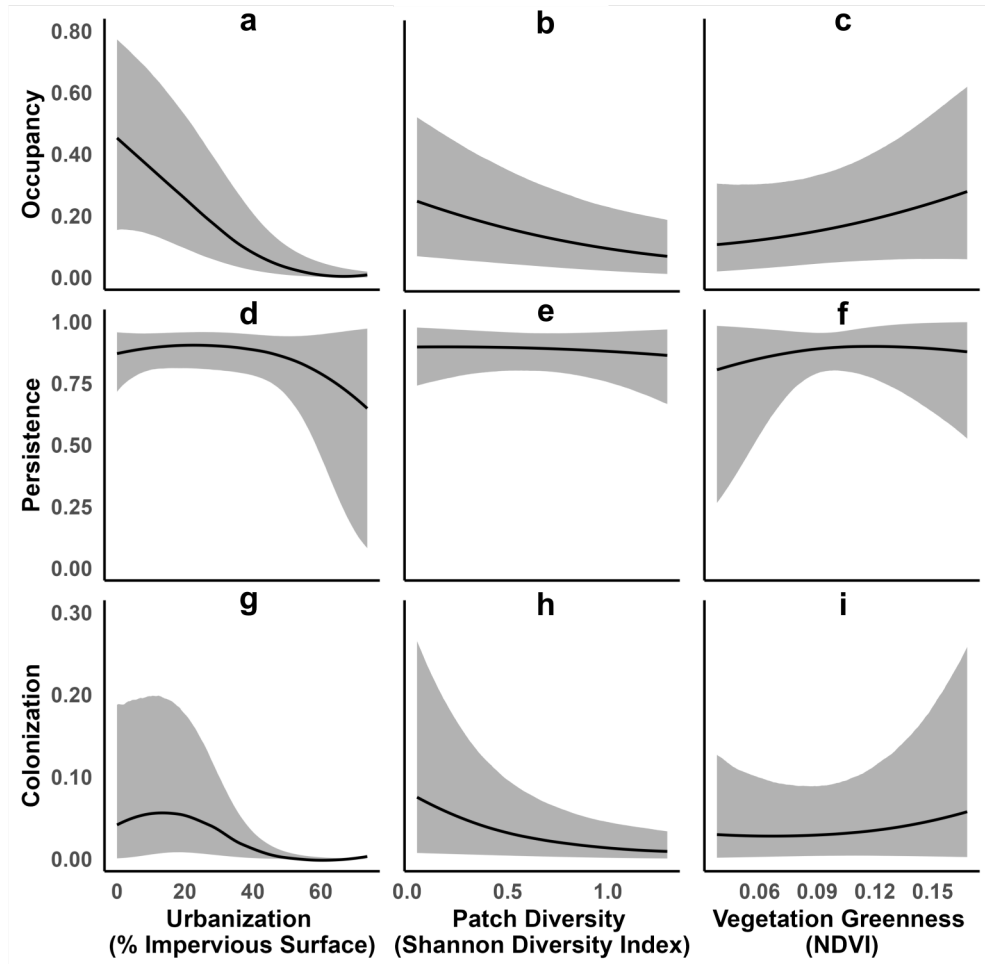 a
b
c
0.80
0.60
0.40
0.20
0.00
Occupancy
d
e
f
1.00
0.75
0.50
0.25
0.00
Persistence
g
h
i
0.30
0.20
0.10
0.00
Colonization
0 20 40 60
0.0 0.5 1.0
0.06 0.09 0.12 0.15
Urbanization
(% Impervious Surface)
Patch Diversity
(Shannon Diversity Index)
Vegetation Greenness
(NDVI)